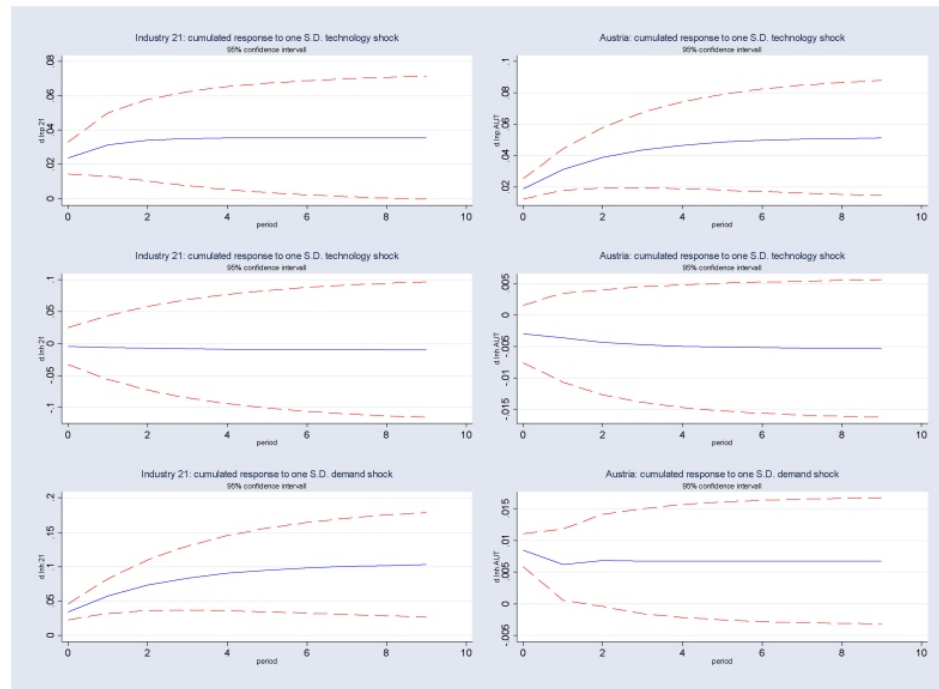 Industry 21: cumulated response to one S.D. technology shock
95% confidence intervall
d.lnp 21
0 .02 .04 .06 .08
0 2 4 6 8 10
period
Austria: cumulated response to one S.D. technology shock
95% confidence intervall
d.lnp AUT
.02 .04 .06 .08 .1
0 2 4 6 8 10
period
Industry 21: cumulated response to one S.D. technology shock
95% confidence intervall
d.lnh 21
-.1 -.05 0 .05 .1
0 2 4 6 8 10
period
Austria: cumulated response to one S.D. technology shock
95% confidence intervall
d.lnh AUT
-.015 -.01 -.005 0 .005
0 2 4 6 8 10
period
Industry 21: cumulated response to one S.D. demand shock
95% confidence intervall
d.lnh 21
0 .05 .1 .15 .2
0 2 4 6 8 10
period
Austria: cumulated response to one S.D. demand shock
95% confidence intervall
d.lnh AUT
-.005 0 .005 .01 .015
0 2 4 6 8 10
period